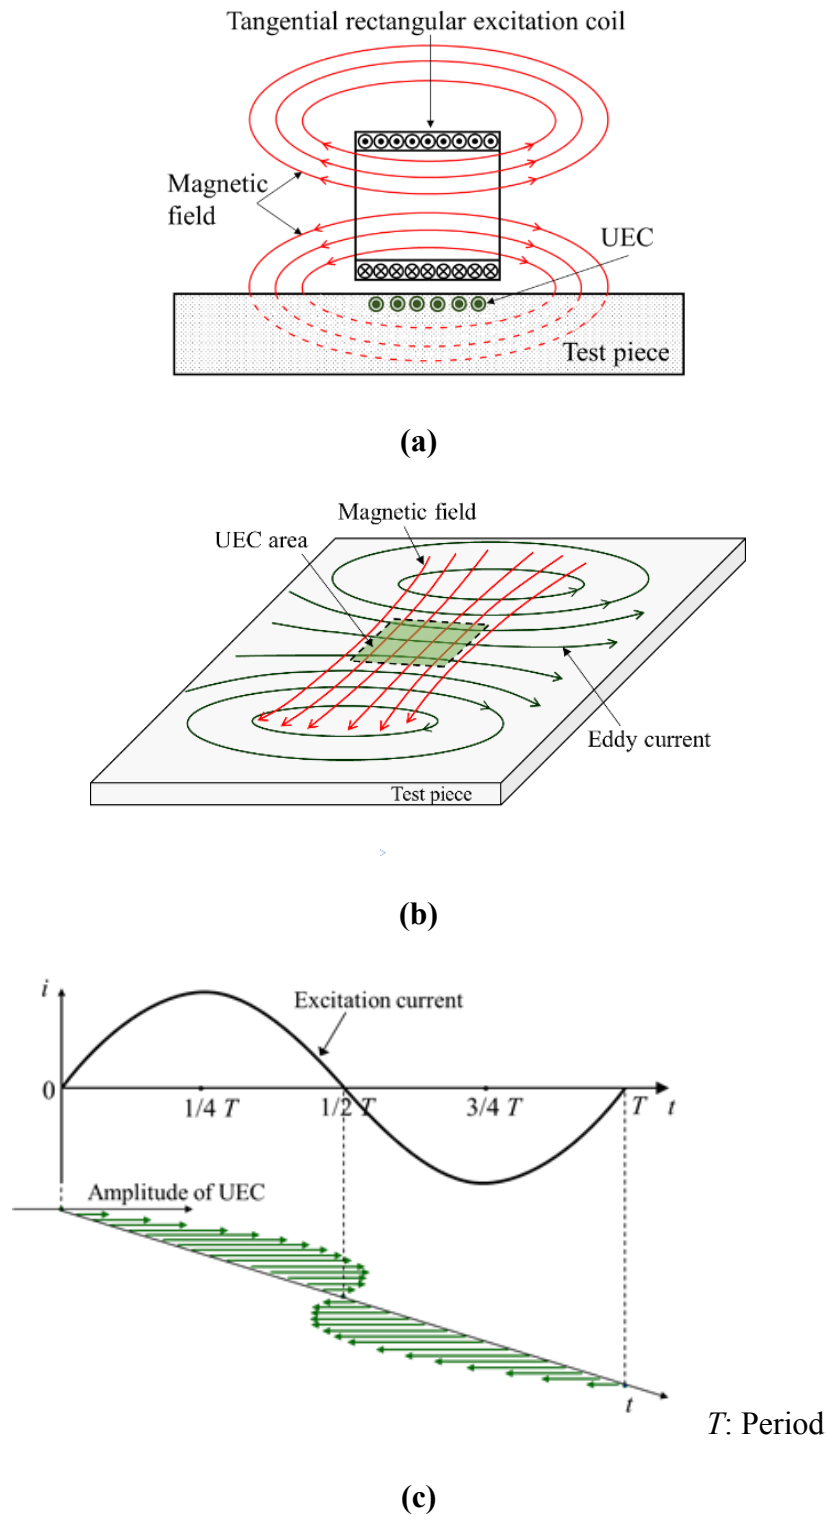 Tangential rectangular excitation coil
Magnetic
field
UEC
Test piece
(a)
Magnetic field
UEC area
Eddy current
Test piece
>
(b)
i
Excitation current
0
1/4 T
1/2 T
3/4 T
T
t
Amplitude of UEC
t
T: Period
(c)